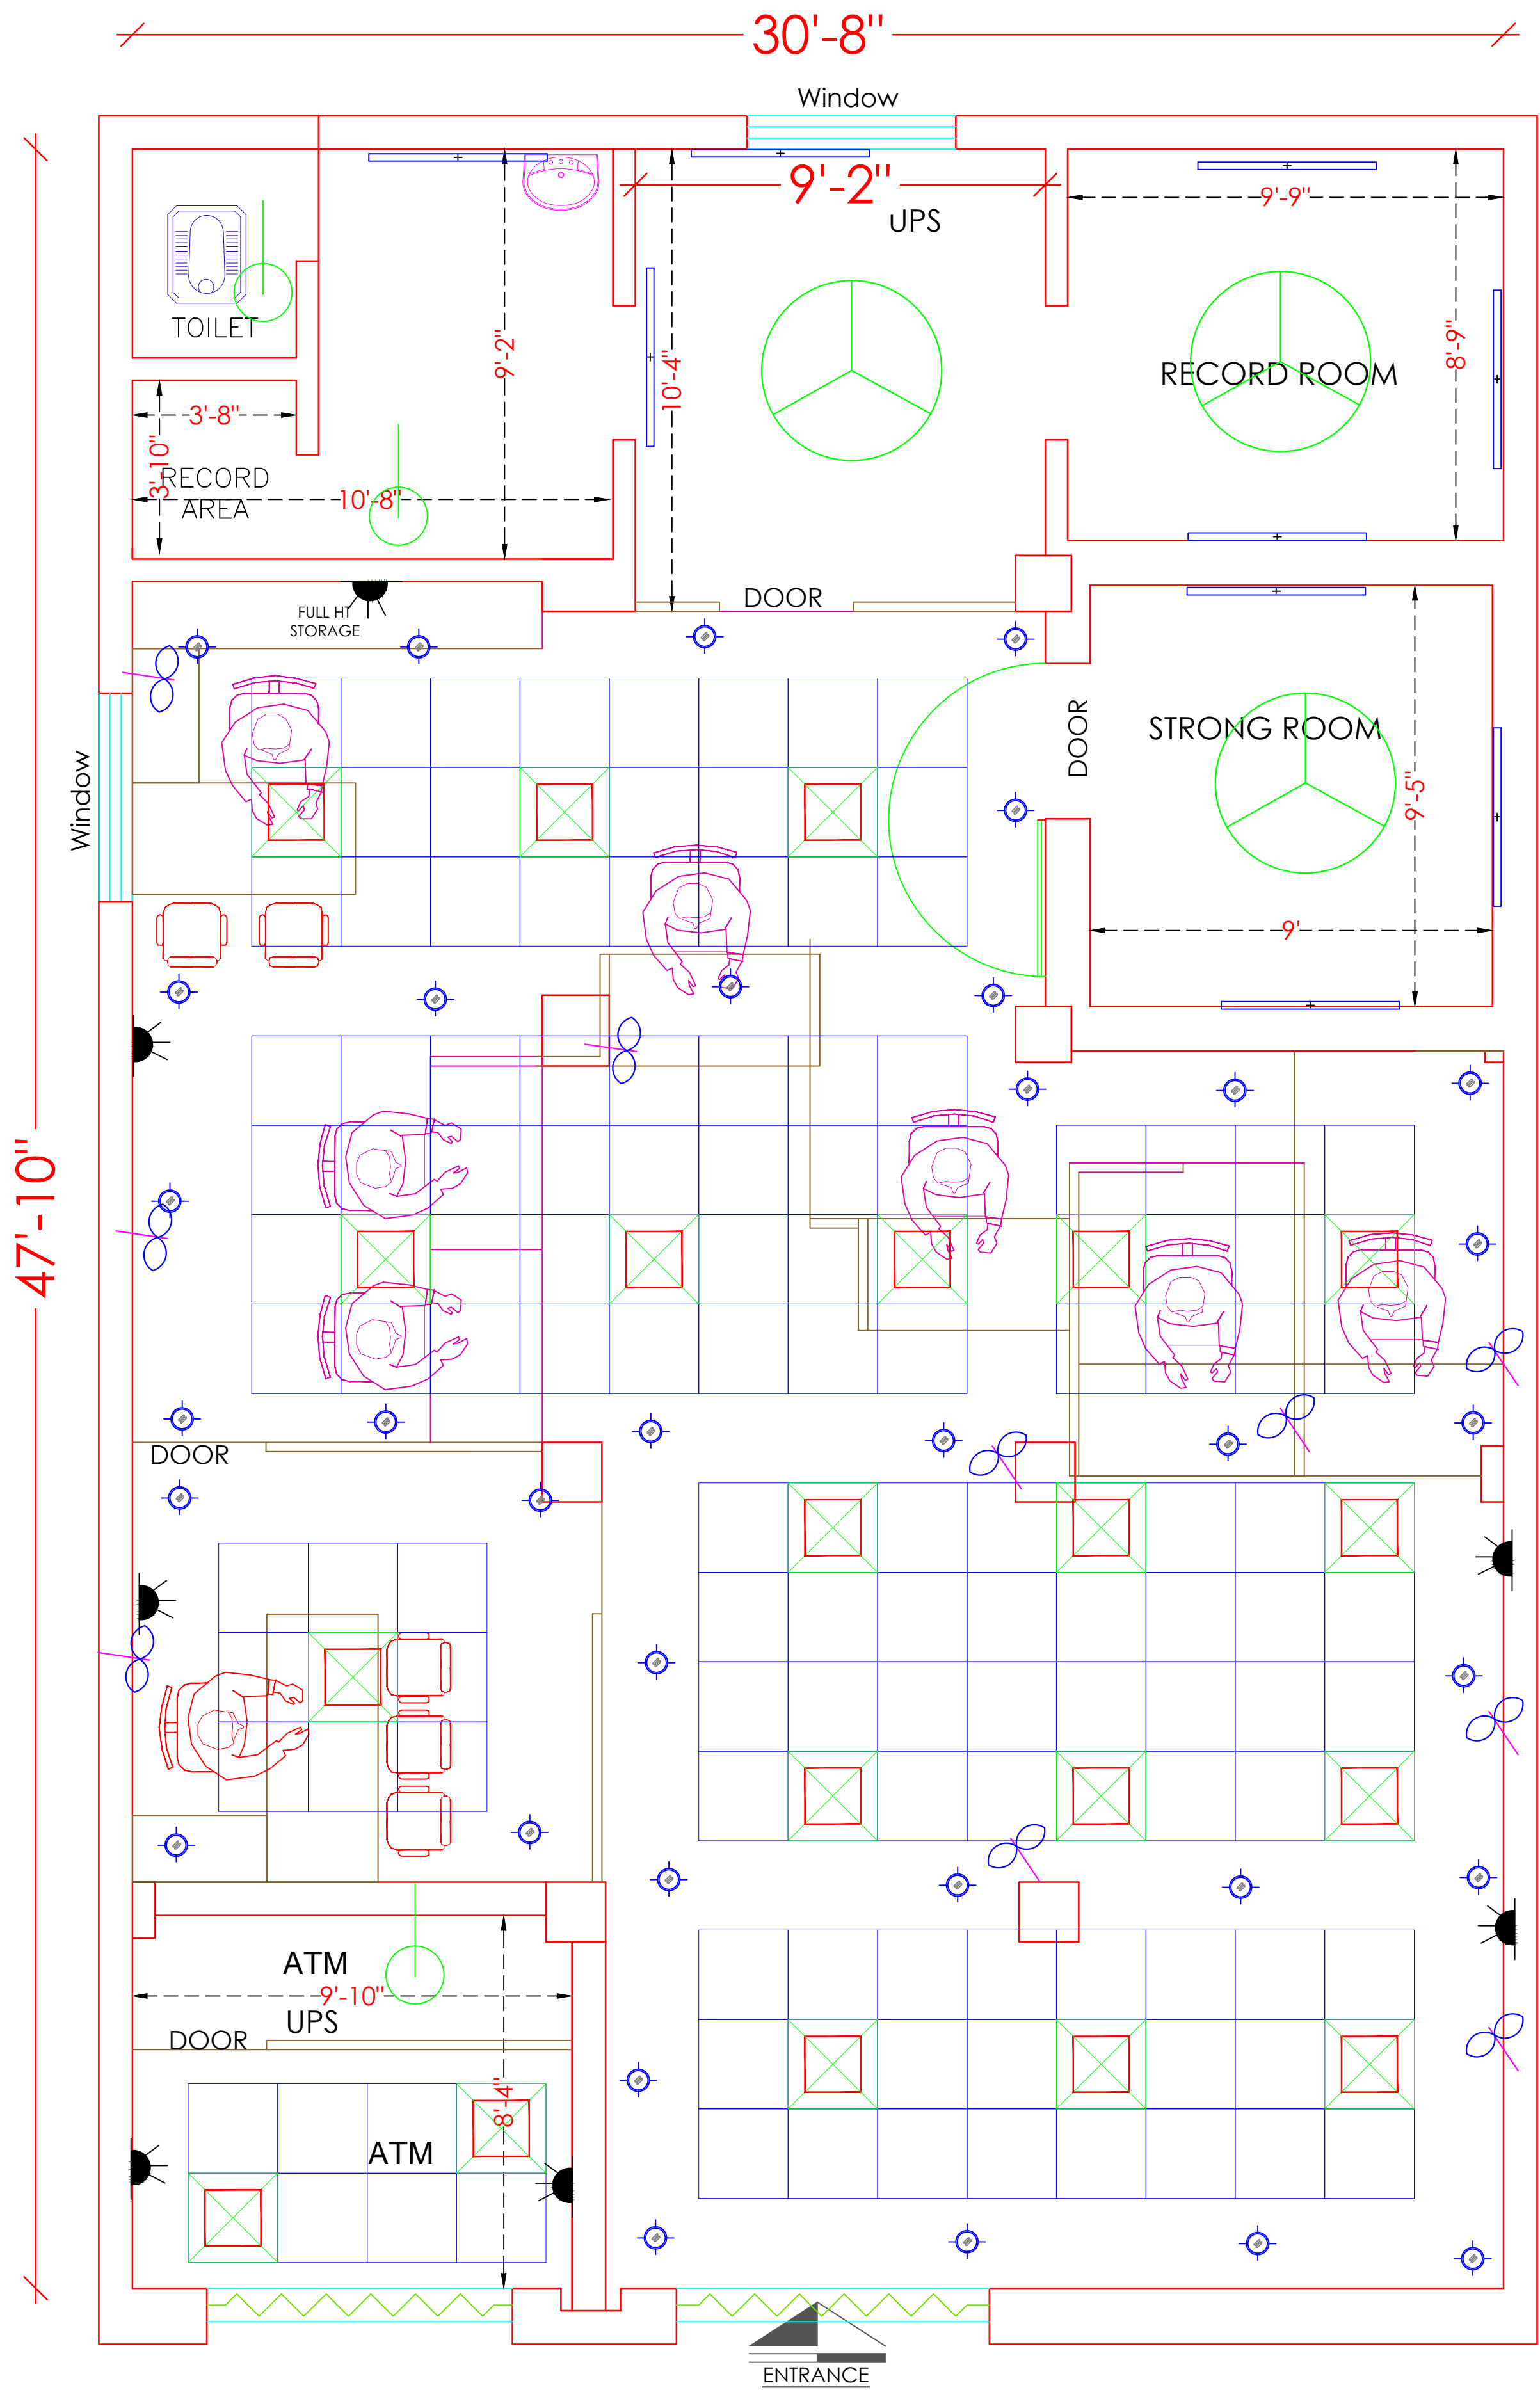 30'-8"
Window
9'-2"
UPS
9'-9"
TOILET
9'-2"
10'-4"
8'-9"
RECORD ROOM
3'-8"
3'-10"
RECORD
AREA
10'-8"
DOOR
FULL HT
STORAGE
Window
DOOR
STRONG ROOM
9'-5"
9'
47'-10"
DOOR
ATM
9'-10"
UPS
DOOR
8'-4"
ATM
ENTRANCE